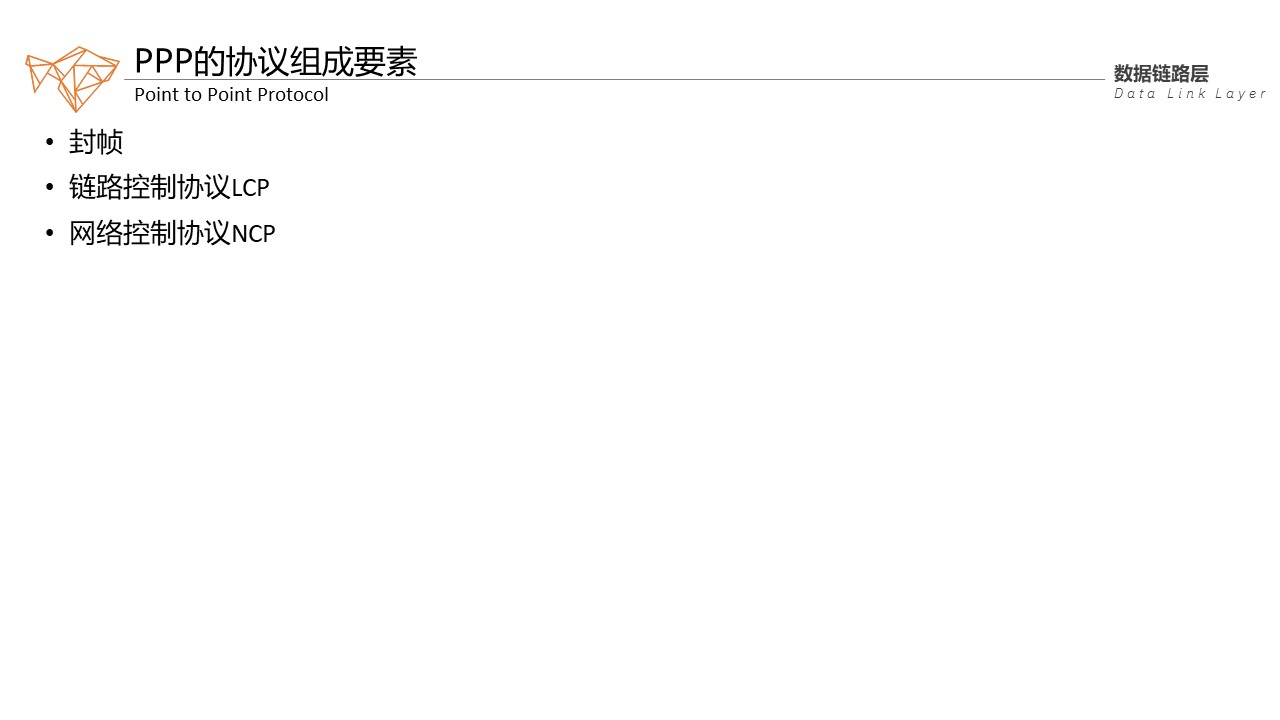 PPP的协议组成要素
Point to Point Protocol
数据链路层
Data Link Layer
• 封帧
• 链路控制协议LCP
• 网络控制协议NCP